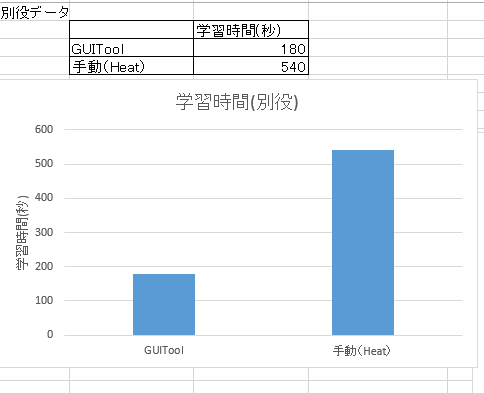 別役データ
学習時間(秒)
GUITool 180
手動(Heat) 540
学習時間(別役)
600
500
400
300
200
100
0
学習時間(秒)
GUITool 手動(Heat)